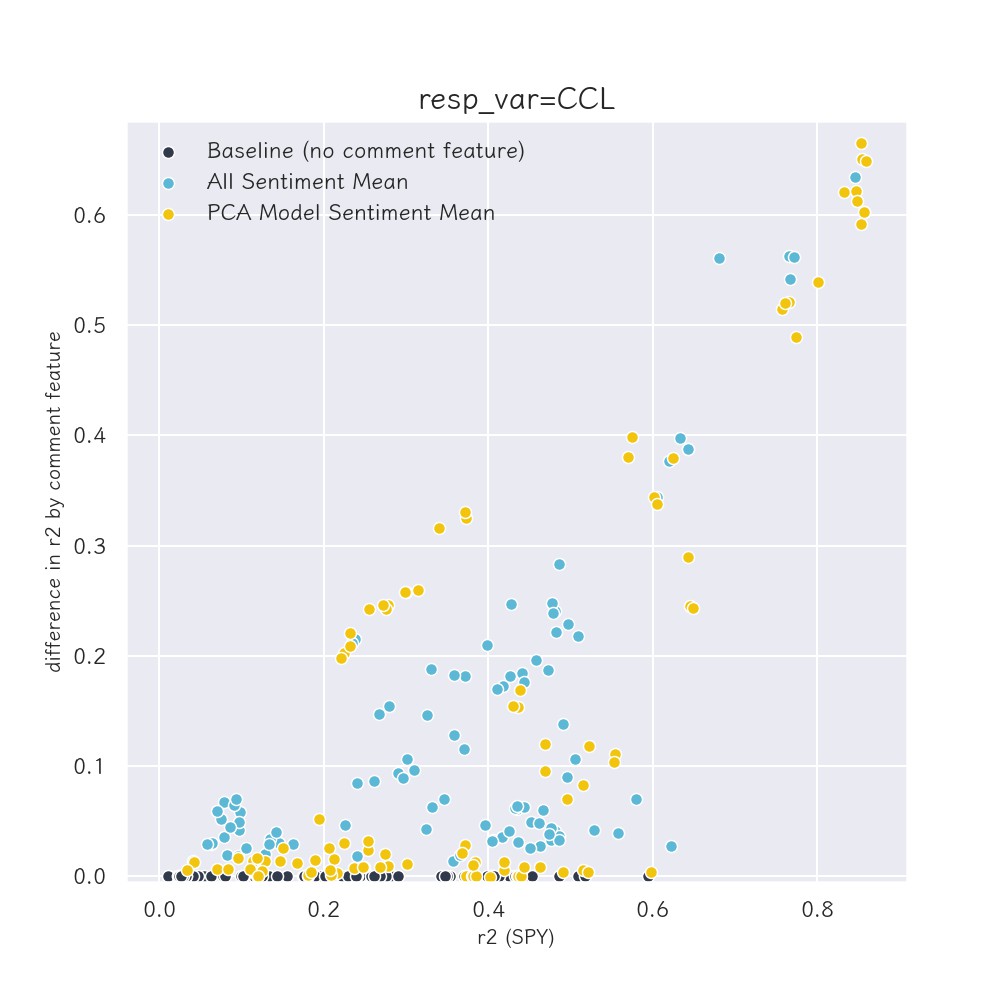 resp_var=CCL
Baseline (no comment feature)
All Sentiment Mean
PCA Model Sentiment Mean
difference in r2 by comment feature
0.6
0.5
0.4
0.3
0.2
0.1
0.0
0.0 0.2 0.4 0.6 0.8
r2 (SPY)